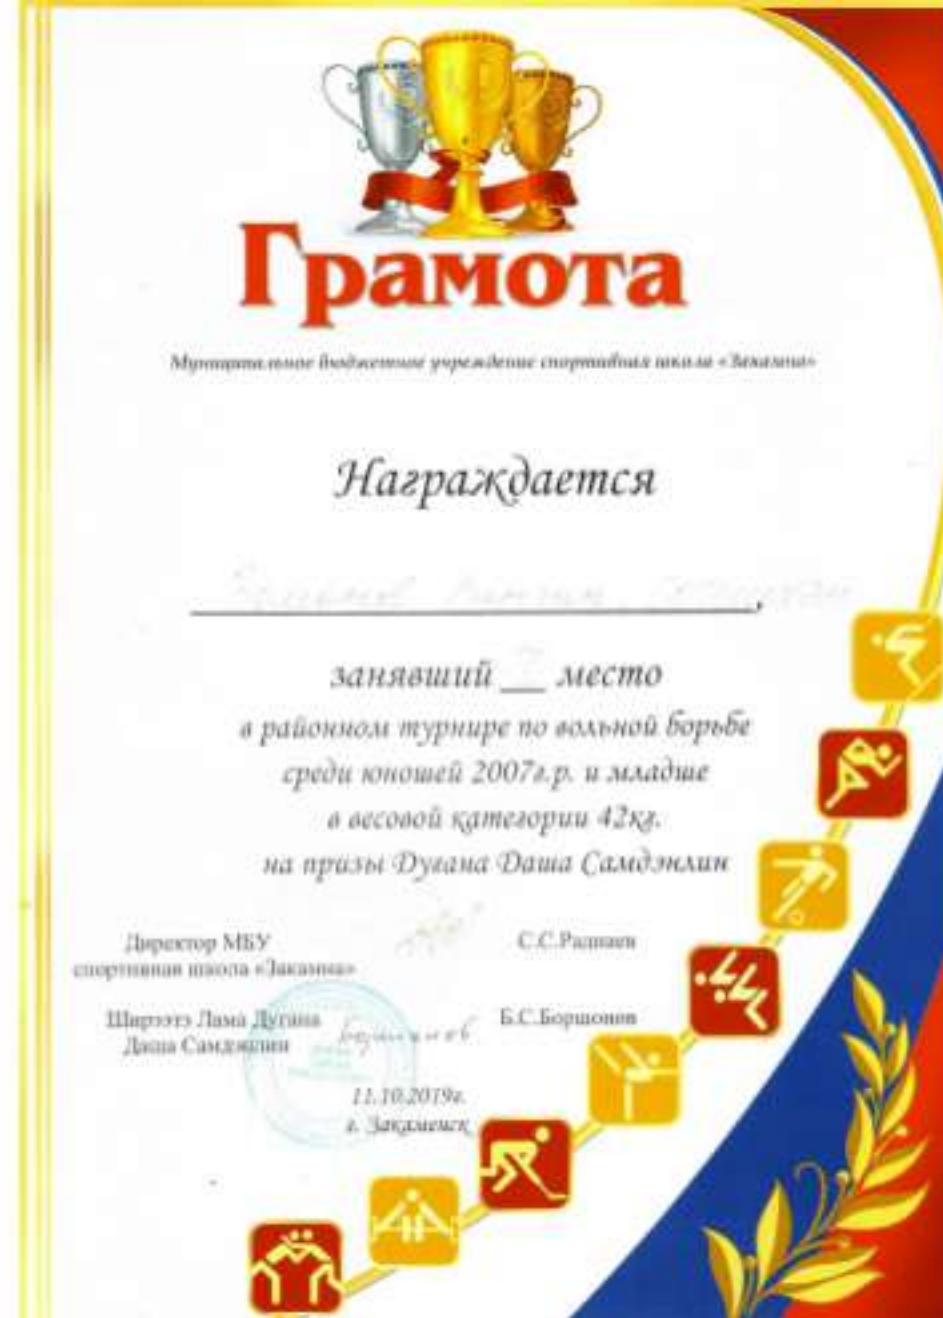 Грамота
Муниципальное бюджетное учреждение спортивная школа «Закамна»
Награждается
занявший место
в районном турнире по вольной борьбе
среди юношей 2007г.р. и младше
в весовой категории 42кг.
на призы Дугана Даша Самдэнлин
Директор МБУ
спортивная школа «Закамна»
С.С.Раднаев
Ширээтэ Лама Дугана
Даша Самдэнлин
Б.С.Боршонов
11.10.2019г.
г. Закаменск